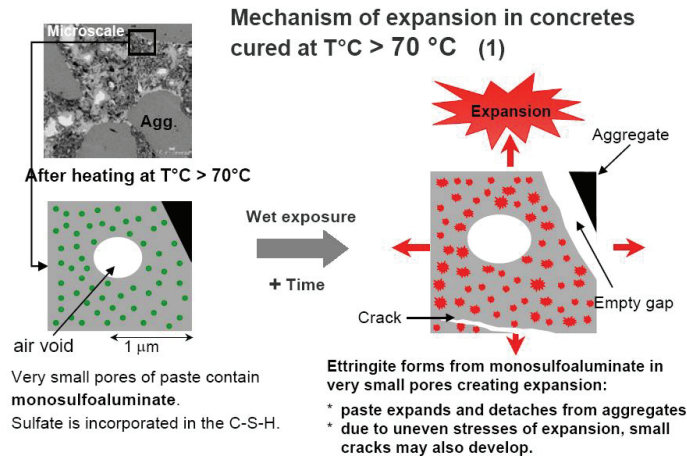 Mechanism of expansion in concretes
cured at T°C > 70 °C (1)
Microscale
Agg.
After heating at T°C > 70°C
air void
1 μm
Very small pores of paste contain
monosulfoaluminate.
Sulfate is incorporated in the C-S-H.
Wet exposure
+ Time
Expansion
Aggregate
Empty gap
Crack
Ettringite forms from monosulfoaluminate in
very small pores creating expansion:
* paste expands and detaches from aggregates
* due to uneven stresses of expansion, small
cracks may also develop.